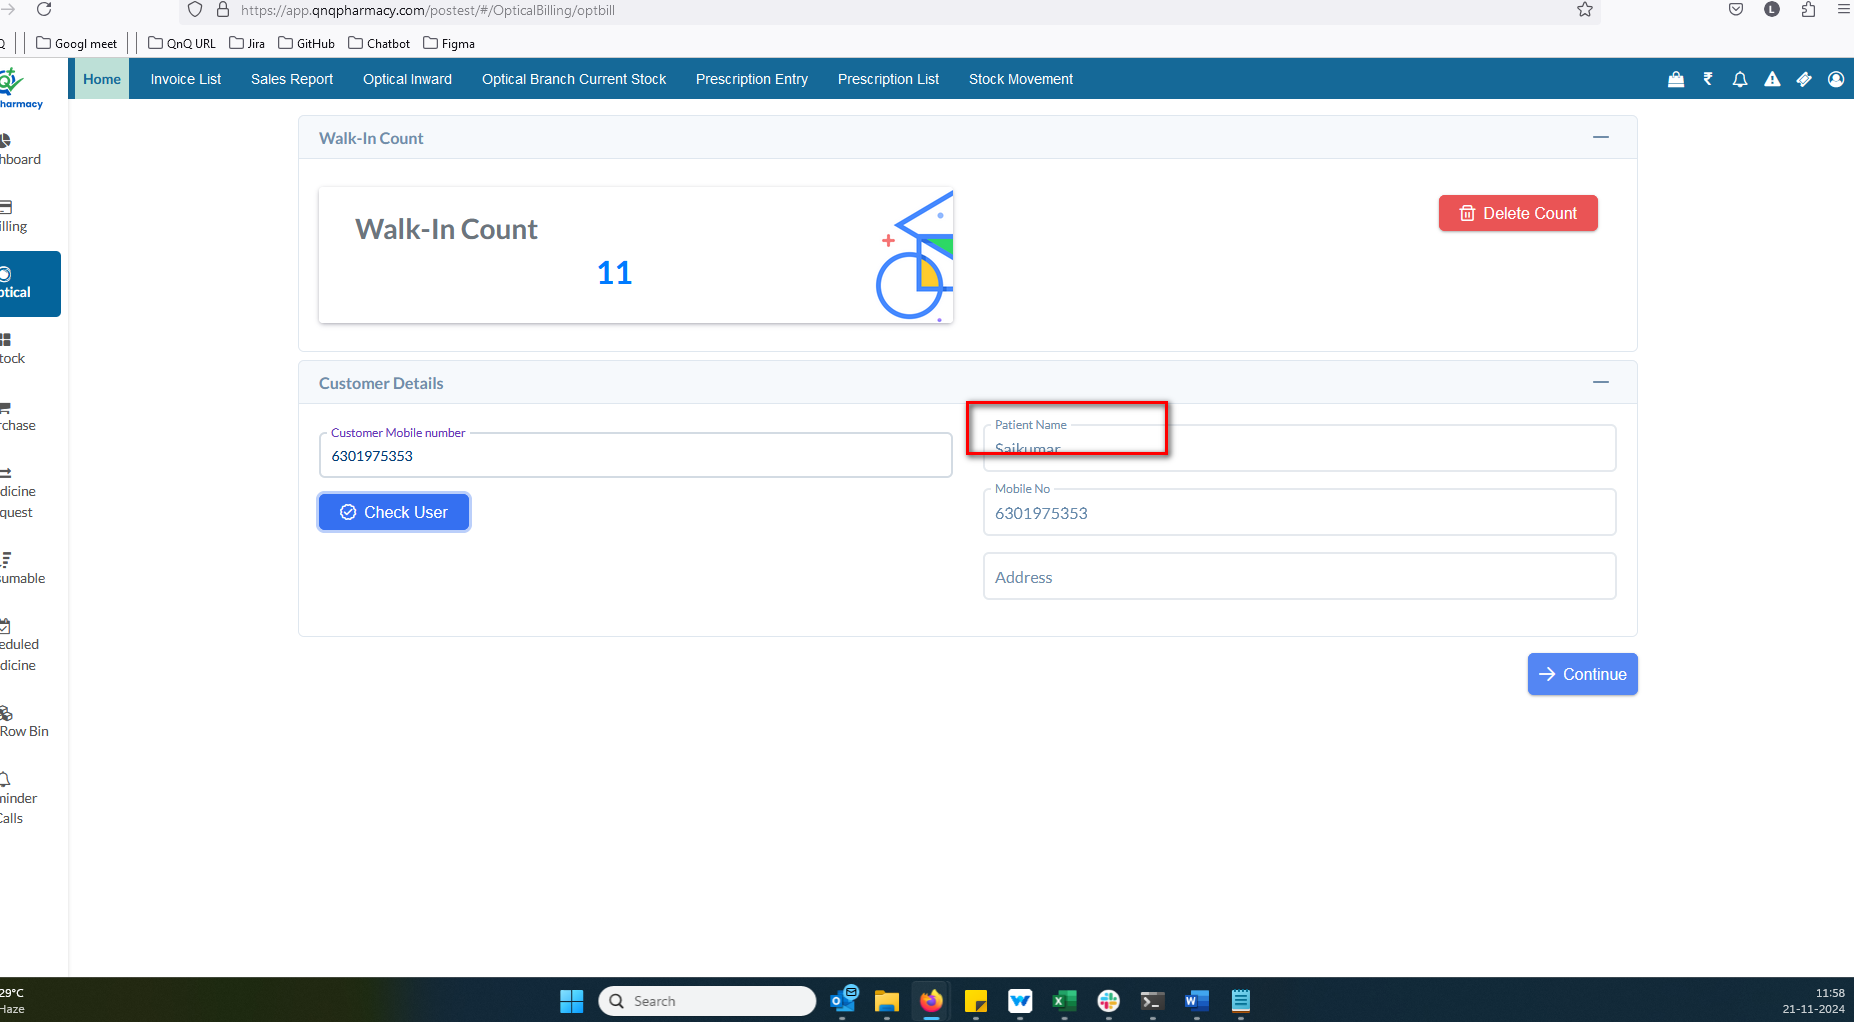 https://app.qnqpharmacy.com/postest/#/OpticalBilling/optbill
L
Q
Googl meet
QnQ URL
Jira
GitHub
Chatbot
Figma
harmacy
Home
Invoice List
Sales Report
Optical Inward
Optical Branch Current Stock
Prescription Entry
Prescription List
Stock Movement
₹
hboard
illing
ptical
tock
rchase
dicine
quest
sumable
eduled
dicine
Row Bin
minder
Calls
Walk-In Count
Walk-In Count
11
Delete Count
Customer Details
Customer Mobile number
6301975353
Check User
Patient Name
Saikumar
Mobile No
6301975353
Address
Continue
29°C
Haze
Search
11:58
21-11-2024